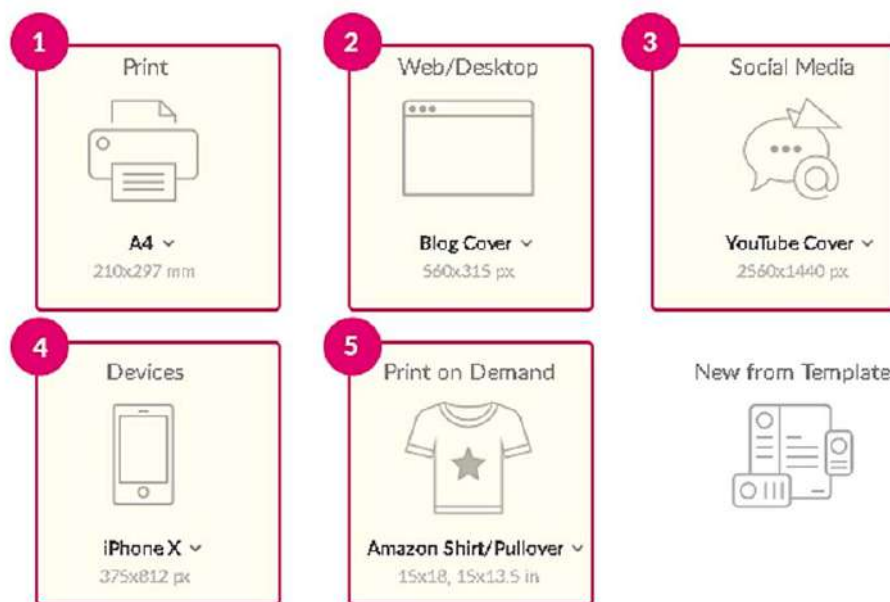 1
Print
A4
210x297 mm
2
Web/Desktop
Blog Cover
560x315 px
3
Social Media
@
YouTube Cover
2560x1440 px
4
Devices
iPhone X
375x812 px
5
Print on Demand
Amazon Shirt/Pullover
15x18, 15x13.5 in
New from Template